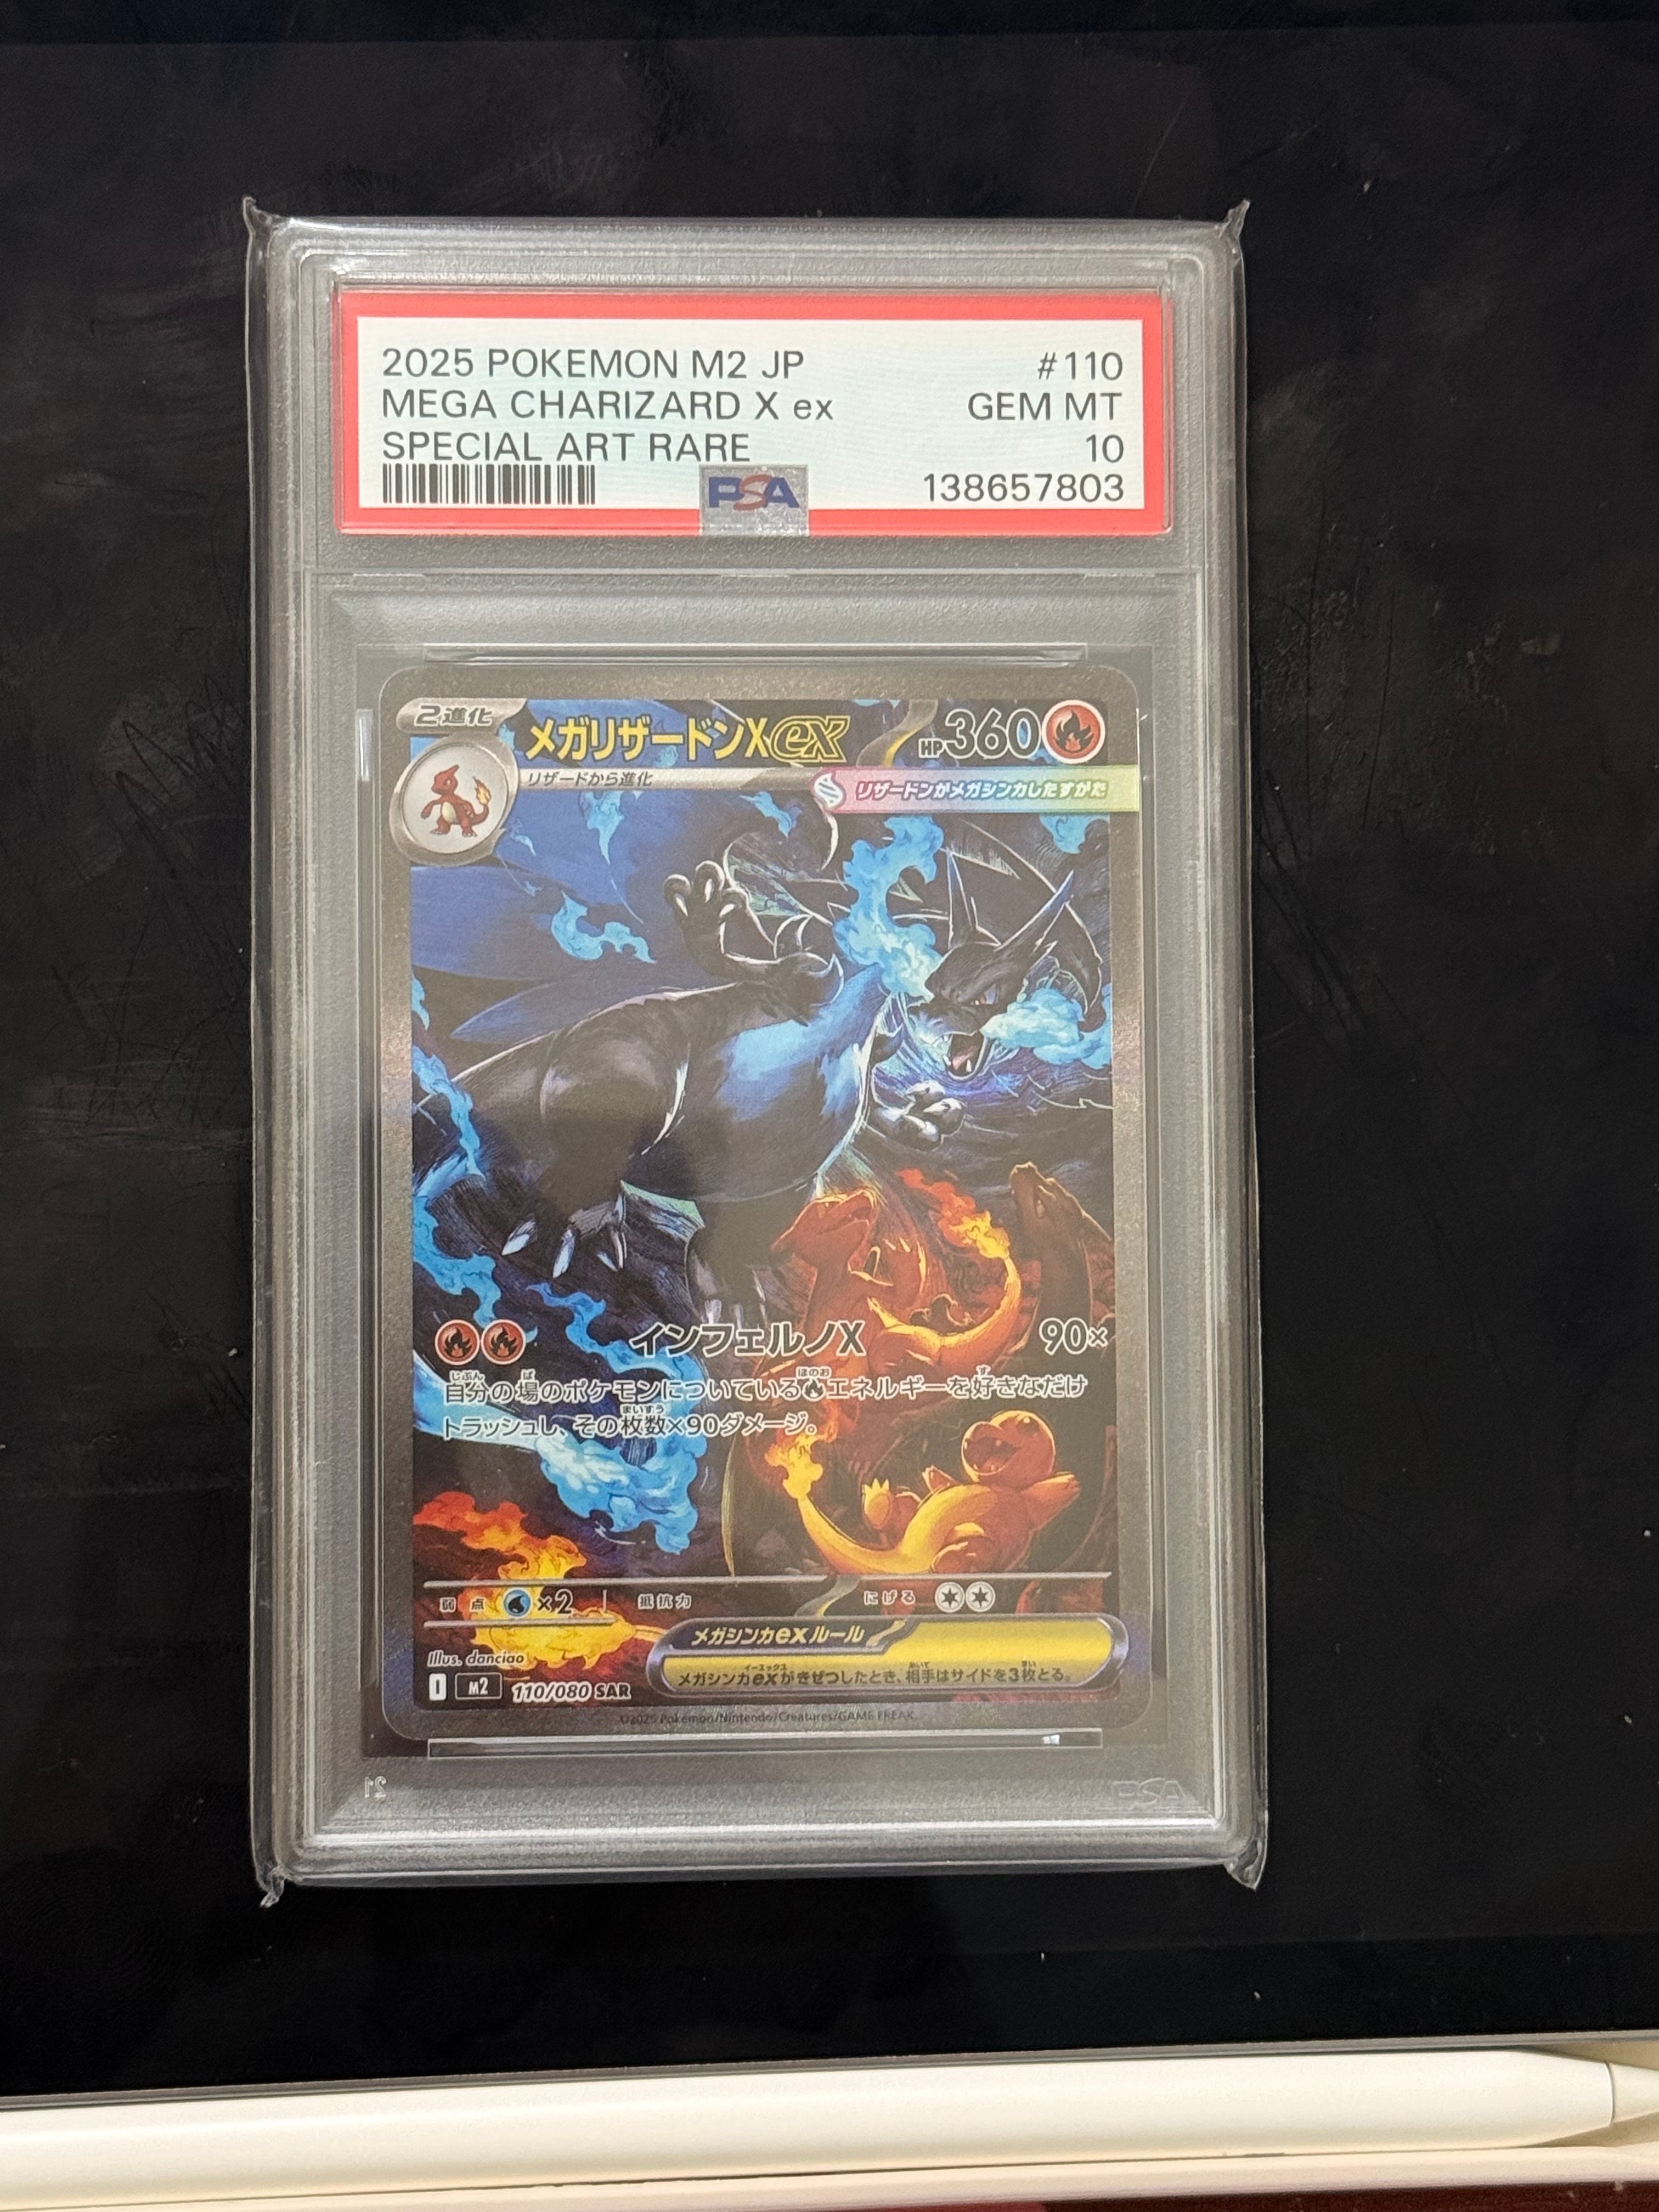 2025 POKEMON M2 JP #110
MEGA CHARIZARD X ex GEM MT
SPECIAL ART RARE 10
PSA 138657803
2進化 メガリザードンXex HP360
リザードから進化 リザードンがメガシンカしたすがた
インフェルノX 90×
自分の場のポケモンについているエネルギーを好きなだけ
トラッシュし、その枚数×90ダメージ。
弱点 ×2 抵抗力 にげる
メガシンカexルール
メガシンカexがきぜつしたとき、相手はサイドを3枚とる。
Illus. danciao
I M2 110/080 SAR
©2025 Pokémon/Nintendo/Creatures/GAME FREAK.
PSA